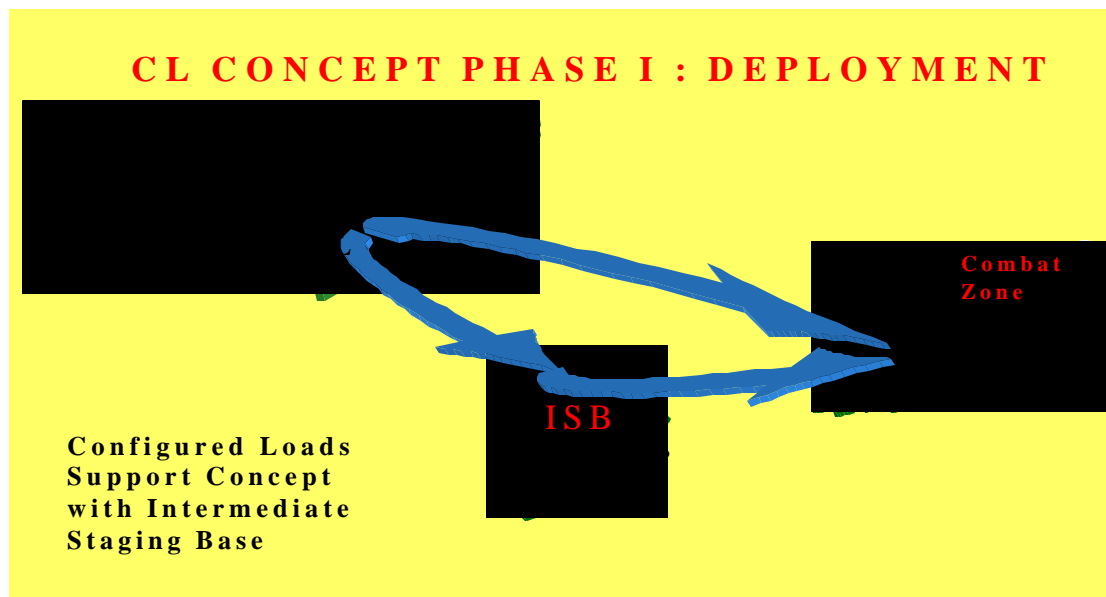 CL CONCEPT PHASE I : DEPLOYMENT
Combat
Zone
ISB
Configured Loads
Support Concept
with Intermediate
Staging Base